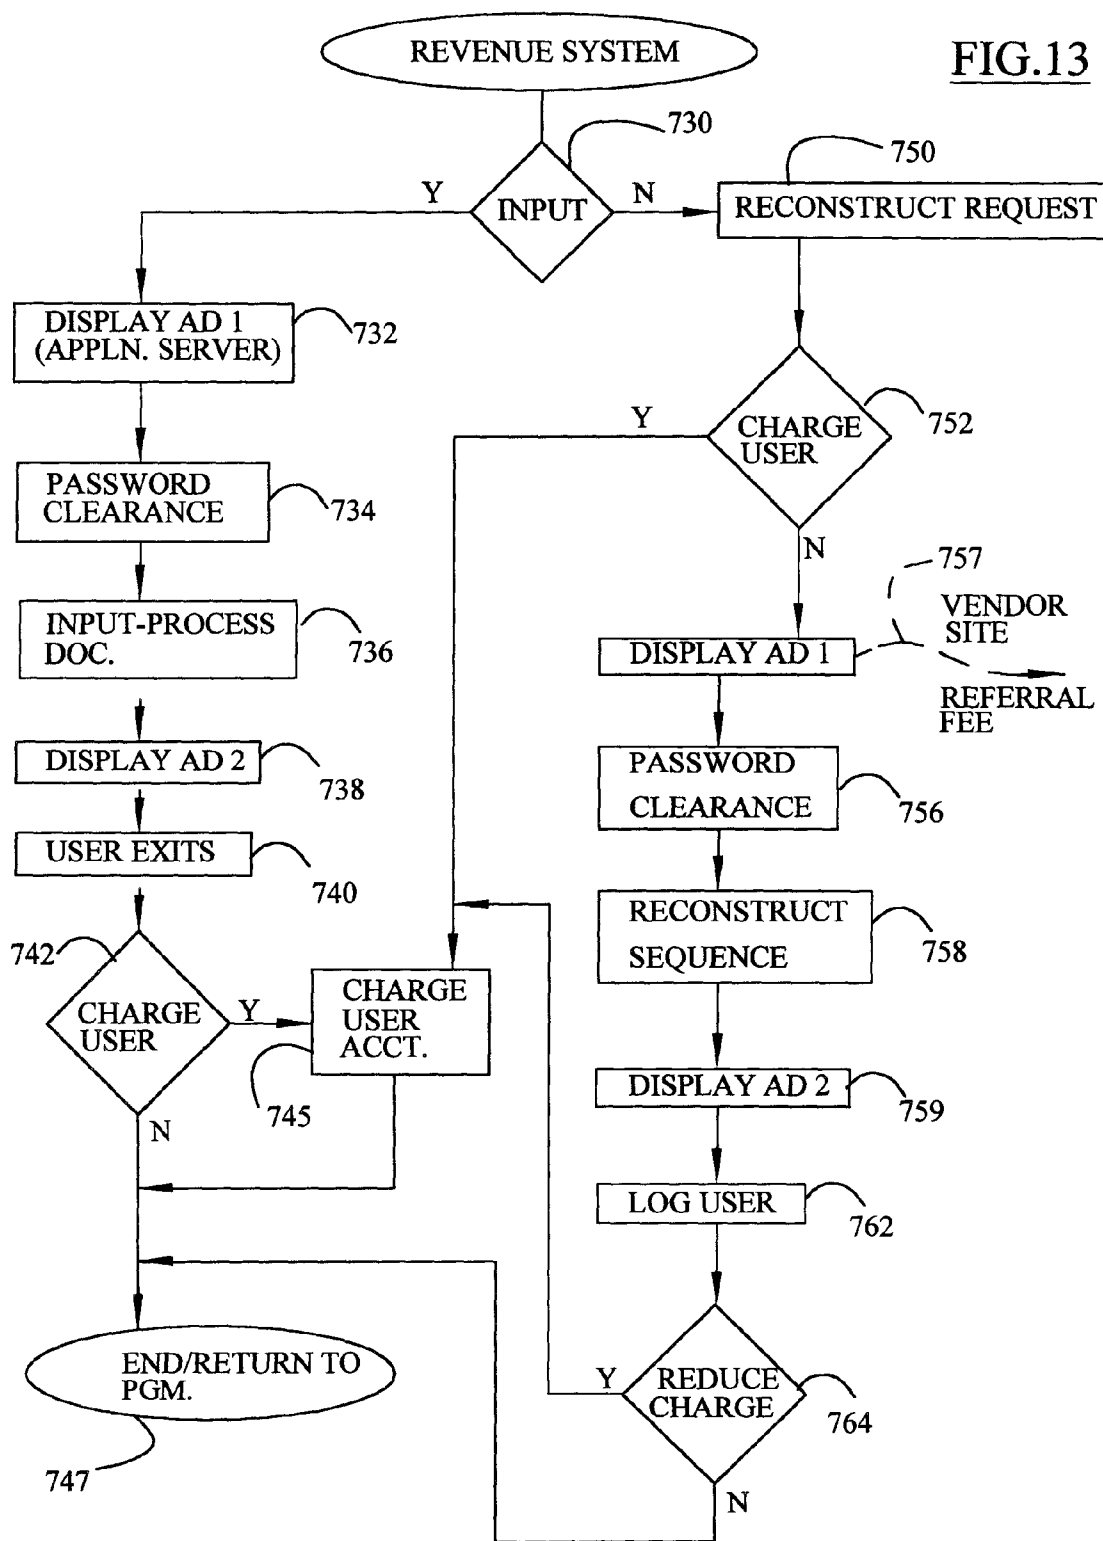 REVENUE SYSTEM
FIG.13
730
750
Y
INPUT
N
RECONSTRUCT REQUEST
DISPLAY AD 1
(APPLN. SERVER)
732
Y
CHARGE
USER
752
PASSWORD
CLEARANCE
734
N
757
VENDOR
SITE
INPUT-PROCESS
DOC.
736
DISPLAY AD 1
REFERRAL
FEE
DISPLAY AD 2
738
PASSWORD
CLEARANCE
756
USER EXITS
740
RECONSTRUCT
SEQUENCE
758
742
CHARGE
USER
Y
CHARGE
USER
ACCT.
745
N
DISPLAY AD 2
759
LOG USER
762
END/RETURN TO
PGM.
747
Y
REDUCE
CHARGE
764
N